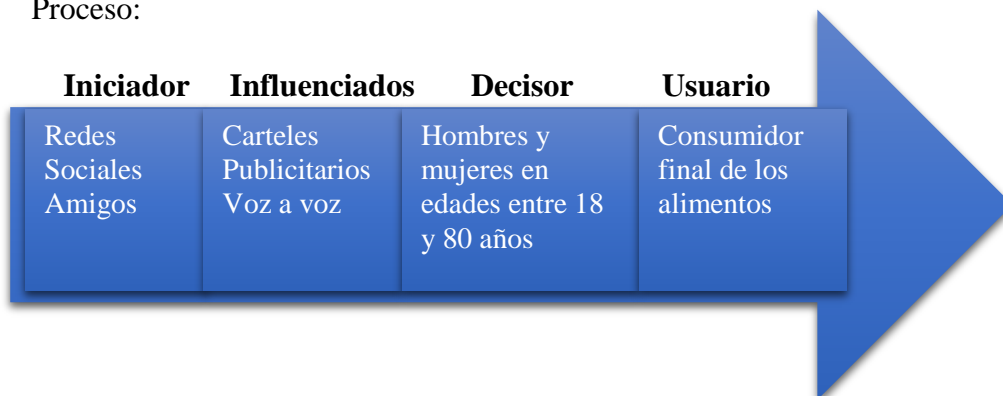 Proceso:
Iniciador Influenciados Decisor Usuario
Redes
Sociales
Amigos
Carteles
Publicitarios
Voz a voz
Hombres y
mujeres en
edades entre 18
y 80 años
Consumidor
final de los
alimentos